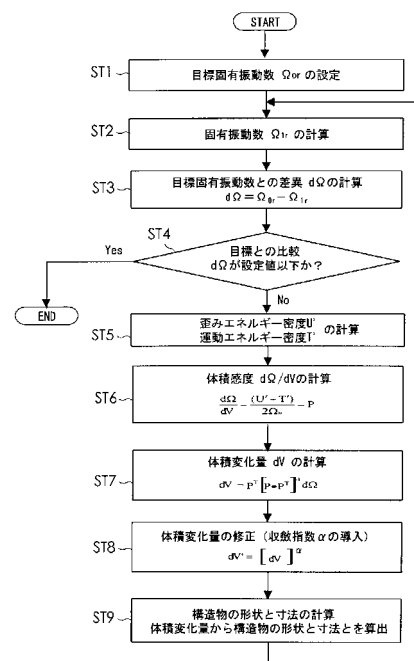 START
ST1
目標固有振動数 Ω0r の設定
ST2
固有振動数 Ω1r の計算
ST3
目標固有振動数との差異 dΩの計算
dΩ=Ω0r-Ω1r
ST4
目標との比較
dΩが設定値以下か?
Yes
No
END
ST5
歪みエネルギー密度U'
運動エネルギー密度T' の計算
ST6
体積感度 dΩ/dVの計算
dΩ/dV = (U'-T')/2Ω = P
ST7
体積変化量 dV の計算
ST8
体積変化量の修正 (収斂指数αの導入)
dV'= [ dV ]α
ST9
構造物の形状と寸法の計算
体積変化量から構造物の形状と寸法とを算出